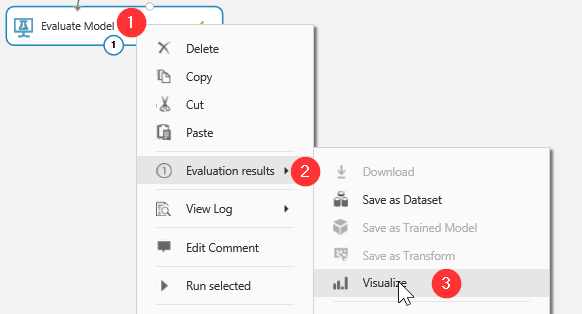 Evaluate Model 1
1
Delete
Copy
Cut
Paste
1 Evaluation results 2
Download
Save as Dataset
View Log
Save as Trained Model
Edit Comment
Save as Transform
Run selected
Visualize 3